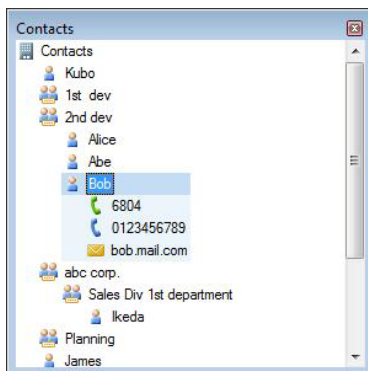 Contacts
Contacts
Kubo
1st dev
2nd dev
Alice
Abe
Bob
6804
0123456789
bob.mail.com
abc corp.
Sales Div 1st department
Ikeda
Planning
James